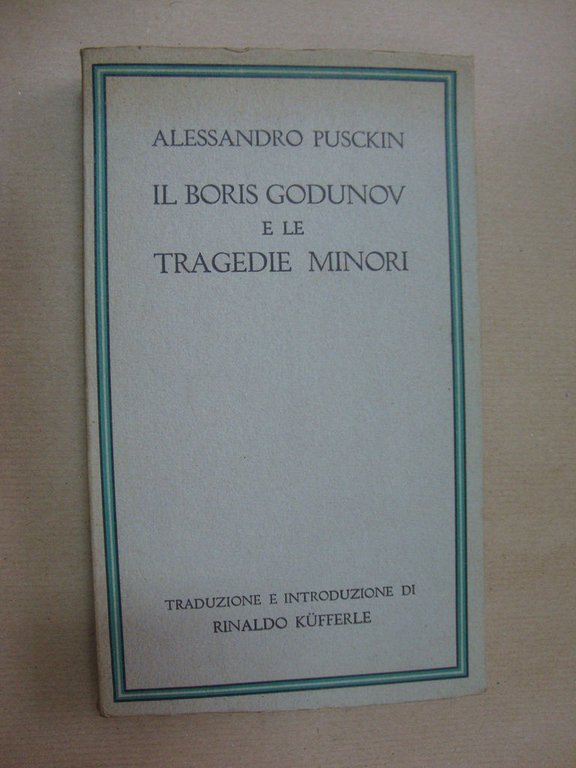 ALESSANDRO PUSCKIN
IL BORIS GODUNOV
E LE
TRAGEDIE MINORI
TRADUZIONE E INTRODUZIONE DI
RINALDO KÜFFERLE